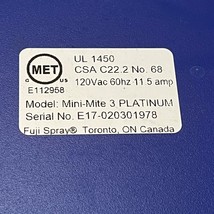 MET
c us
E112958
UL 1450
CSA C22.2 No. 68
120Vac 60hz 11.5 amp
Model: Mini-Mite 3 PLATINUM
Serial No. E17-020301978
Fuji Spray® Toronto, ON Canada